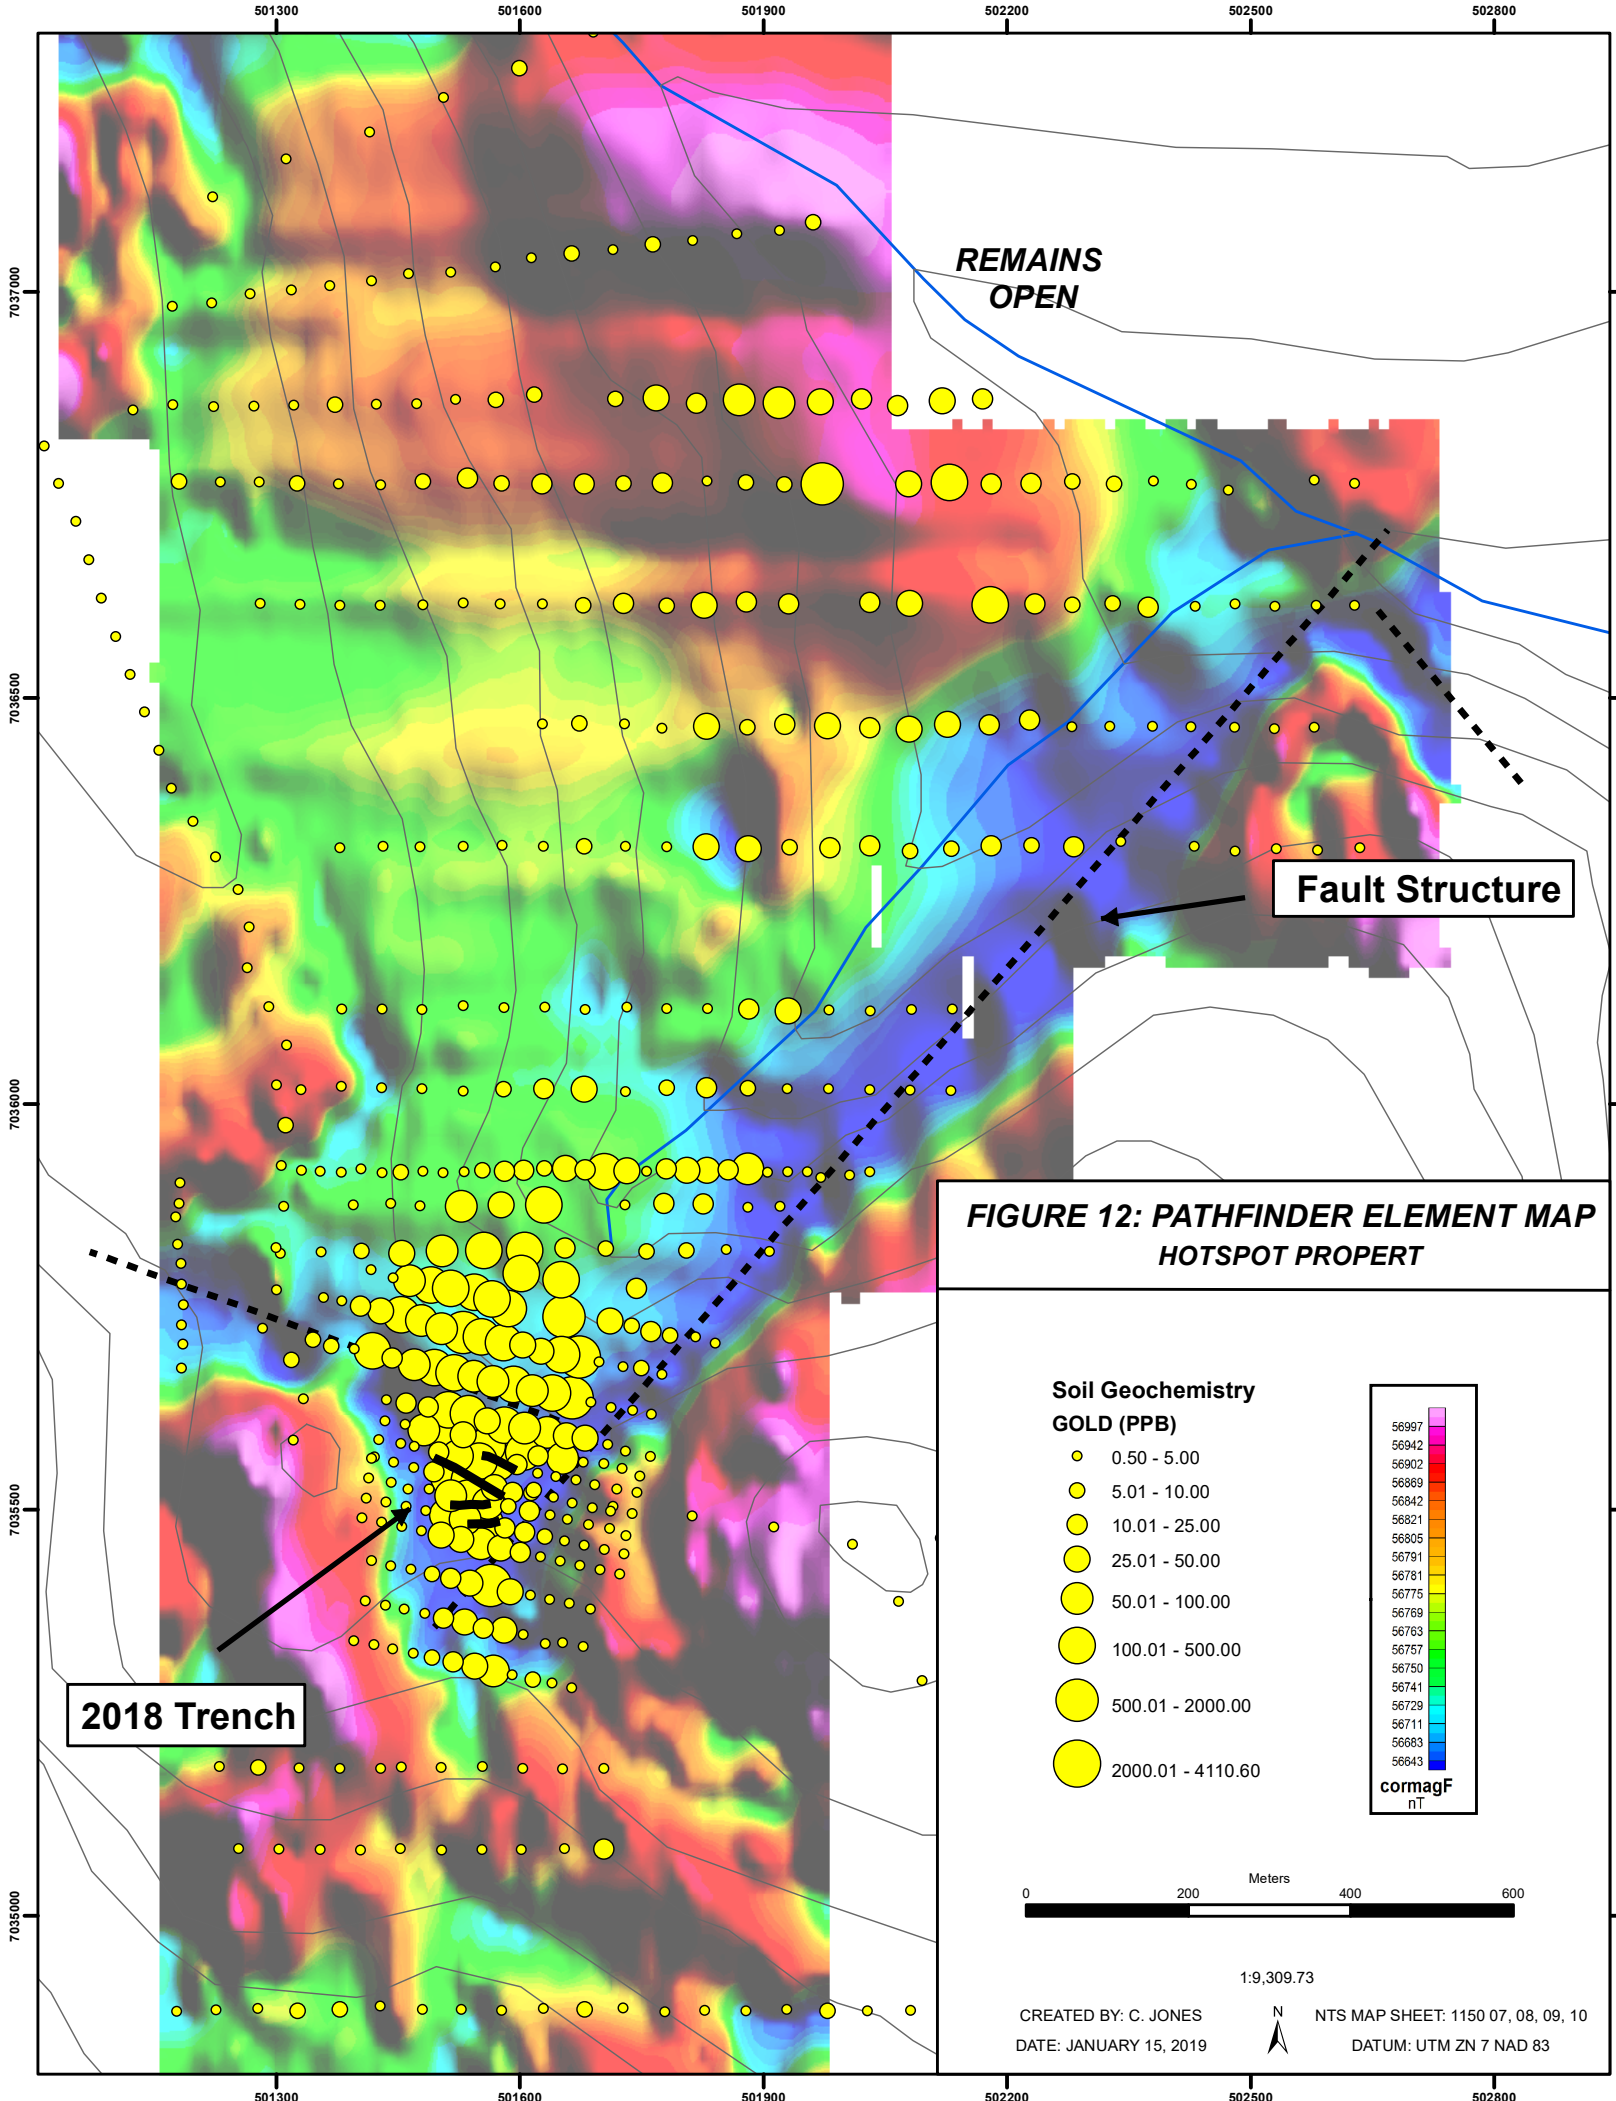 501300
501600
501900
502200
502500
502800
7037000
7036500
7036000
7035500
7035000
REMAINS
OPEN
Fault Structure
2018 Trench
FIGURE 12: PATHFINDER ELEMENT MAP
HOTSPOT PROPERT
Soil Geochemistry
GOLD (PPB)
0.50 - 5.00
5.01 - 10.00
10.01 - 25.00
25.01 - 50.00
50.01 - 100.00
100.01 - 500.00
500.01 - 2000.00
2000.01 - 4110.60
56997
56942
56902
56869
56842
56821
56805
56791
56781
56775
56769
56763
56757
56750
56741
56729
56711
56683
56643
cormagF
nT
Meters
0 200 400 600
1:9,309.73
CREATED BY: C. JONES
N
NTS MAP SHEET: 115O 07, 08, 09, 10
DATE: JANUARY 15, 2019
DATUM: UTM ZN 7 NAD 83
501300
501600
501900
502200
502500
502800